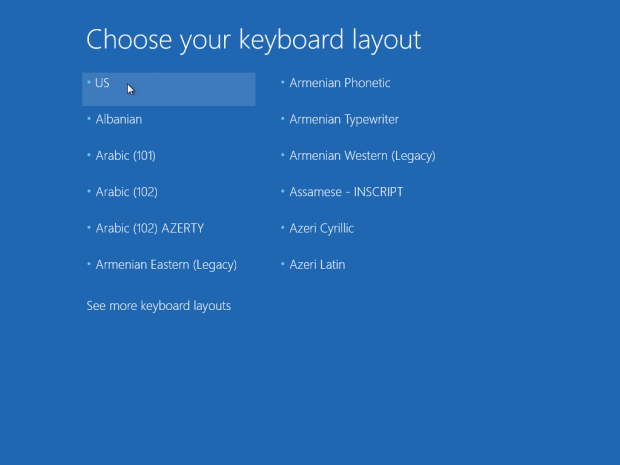 Choose your keyboard layout
US
Albanian
Arabic (101)
Arabic (102)
Arabic (102) AZERTY
Armenian Eastern (Legacy)
Armenian Phonetic
Armenian Typewriter
Armenian Western (Legacy)
Assamese - INSCRIPT
Azeri Cyrillic
Azeri Latin
See more keyboard layouts